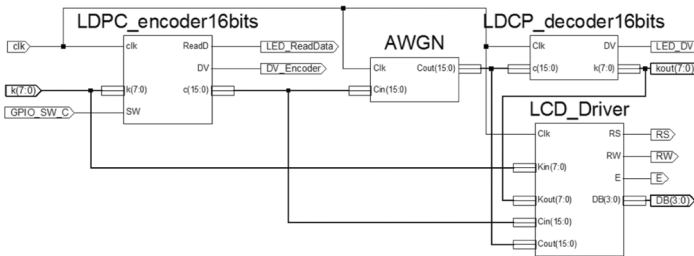 LDPC_encoder16bits
LDCP_decoder16bits
AWGN
clk
clk
ReadD
LED_ReadData
Clk
DV
LED_DV
DV
DV_Encoder
Clk
Cout(15:0)
c(15:0)
k(7:0)
kout(7:0)
k(7:0)
k(7:0)
c(15:0)
Cin(15:0)
GPIO_SW_C
SW
LCD_Driver
Clk
RS
RS
RW
RW
Kin(7:0)
E
E
Kout(7:0)
DB(3:0)
DB(3:0)
Cin(15:0)
Cout(15:0)